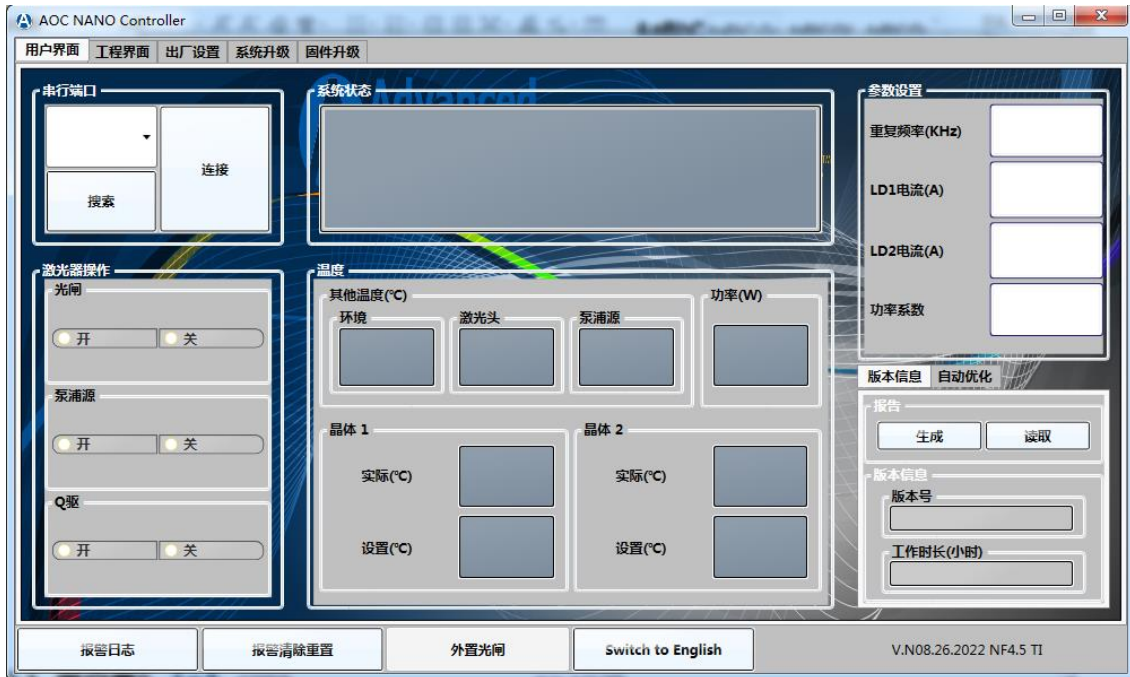 AOC NANO Controller
用户界面 工程界面 出厂设置 系统升级 固件升级
串行端口
连接
搜索
系统状态
Advanced
参数设置
重复频率(KHz)
LD1电流(A)
LD2电流(A)
功率系数
激光器操作
光闸
开 关
泵浦源
开 关
Q驱
开 关
温度
其他温度(℃)
环境 激光头 泵浦源
功率(W)
晶体 1
实际(℃)
设置(℃)
晶体 2
实际(℃)
设置(℃)
版本信息 自动优化
报告
生成 读取
版本信息
版本号
工作时长(小时)
报警日志 报警清除重置 外置光闸 Switch to English V.N08.26.2022 NF4.5 TI